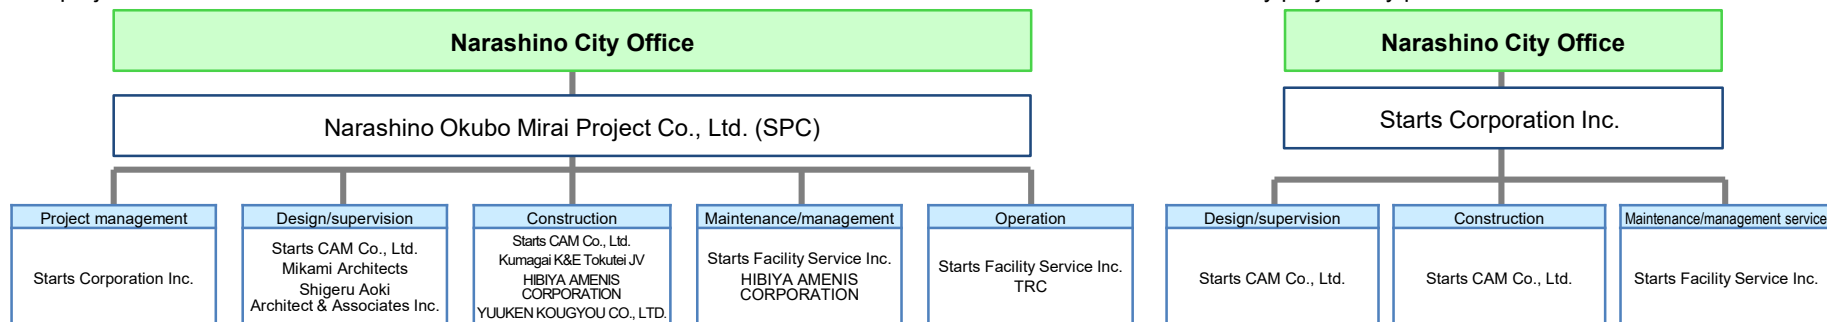 Narashino City Office
Narashino Okubo Mirai Project Co., Ltd. (SPC)
Project management
Starts Corporation Inc.
Design/supervision
Starts CAM Co., Ltd.
Mikami Architects
Shigeru Aoki
Architect & Associates Inc.
Construction
Starts CAM Co., Ltd.
Kumagai K&E Tokutei JV
HIBIYA AMENIS
CORPORATION
YUUKEN KOUGYOU CO., LTD.
Maintenance/management
Starts Facility Service Inc.
HIBIYA AMENIS
CORPORATION
Operation
Starts Facility Service Inc.
TRC
Narashino City Office
Starts Corporation Inc.
Design/supervision
Starts CAM Co., Ltd.
Construction
Starts CAM Co., Ltd.
Maintenance/management service
Starts Facility Service Inc.